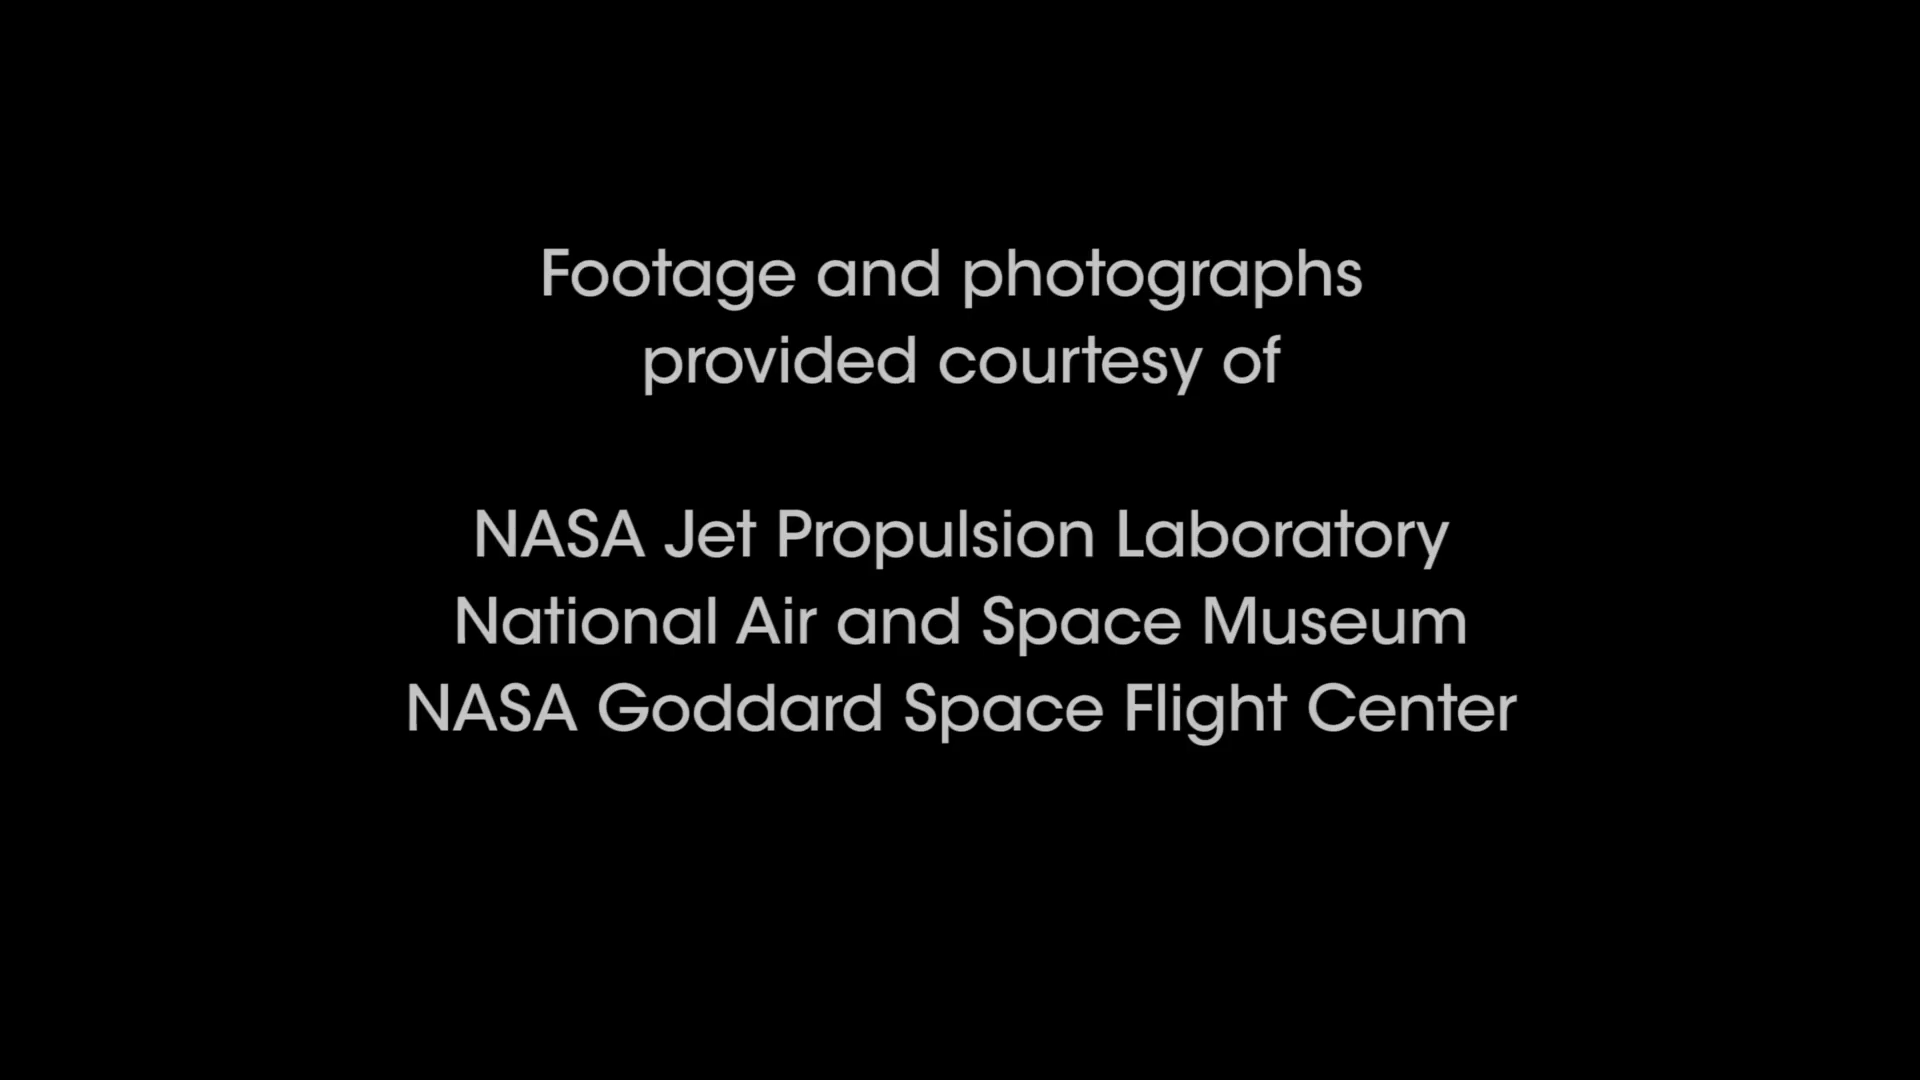 Footage and photographs
provided courtesy of
NASA Jet Propulsion Laboratory
National Air and Space Museum
NASA Goddard Space Flight Center